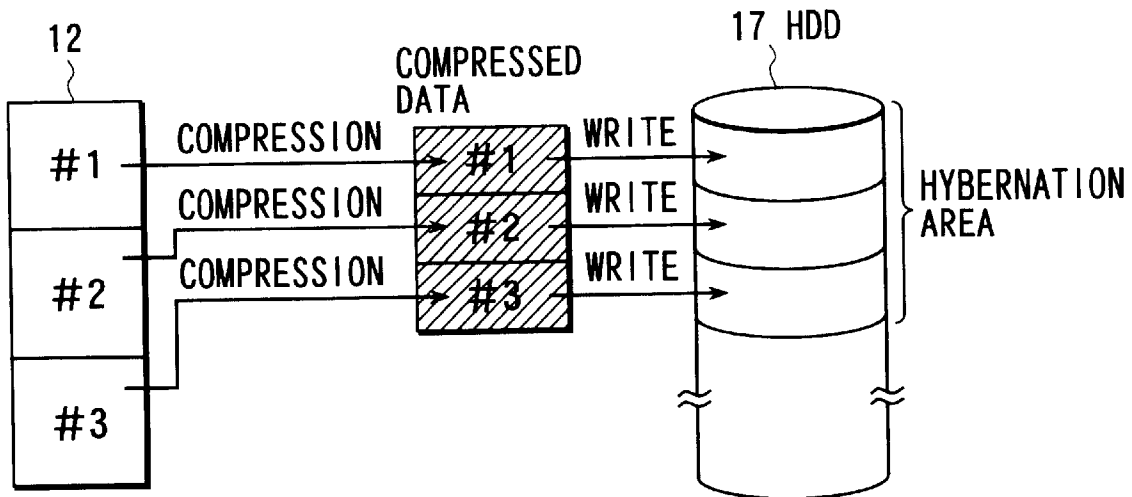 12
#1
#2
#3
COMPRESSION
COMPRESSION
COMPRESSION
COMPRESSED
DATA
#1
#2
#3
WRITE
WRITE
WRITE
17 HDD
HYBERNATION
AREA